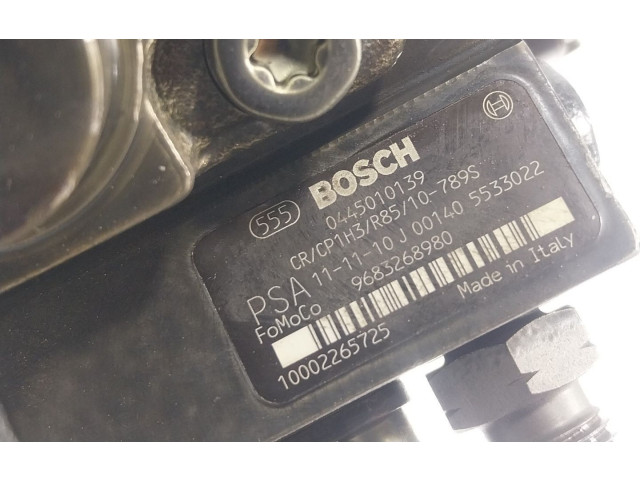 555 BOSCH
0445010139
CR/CP1H3/R85/10-789S
PSA 11-11-10 J 00140 5533022
FoMoCo 9683268980
Made in Italy
10002265725